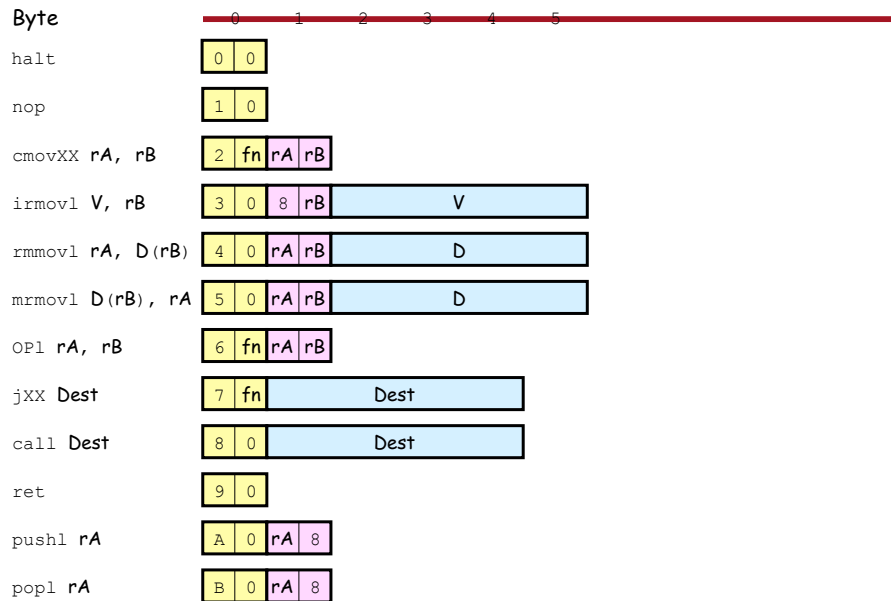 Byte 0 1 2 3 4 5
halt 0 0
nop 1 0
cmovXX rA, rB 2 fn rA rB
irmovl V, rB 3 0 8 rB V
rmmovl rA, D(rB) 4 0 rA rB D
mrmovl D(rB), rA 5 0 rA rB D
OPl rA, rB 6 fn rA rB
jXX Dest 7 fn Dest
call Dest 8 0 Dest
ret 9 0
pushl rA A 0 rA 8
popl rA B 0 rA 8